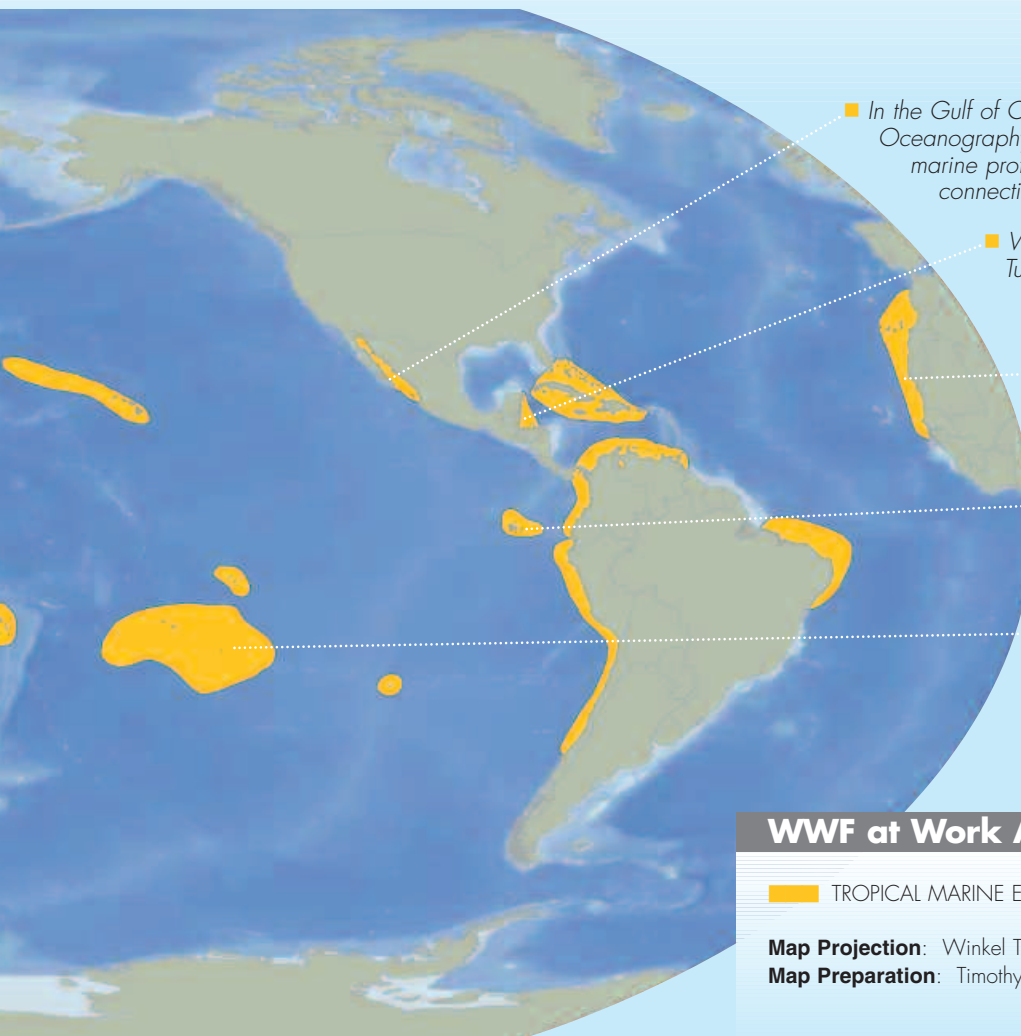 In the Gulf of
Oceanograph
marine pro
connecti
Tu
WWF at Work
TROPICAL MARINE E
Map Projection: Winkel T
Map Preparation: Timothy